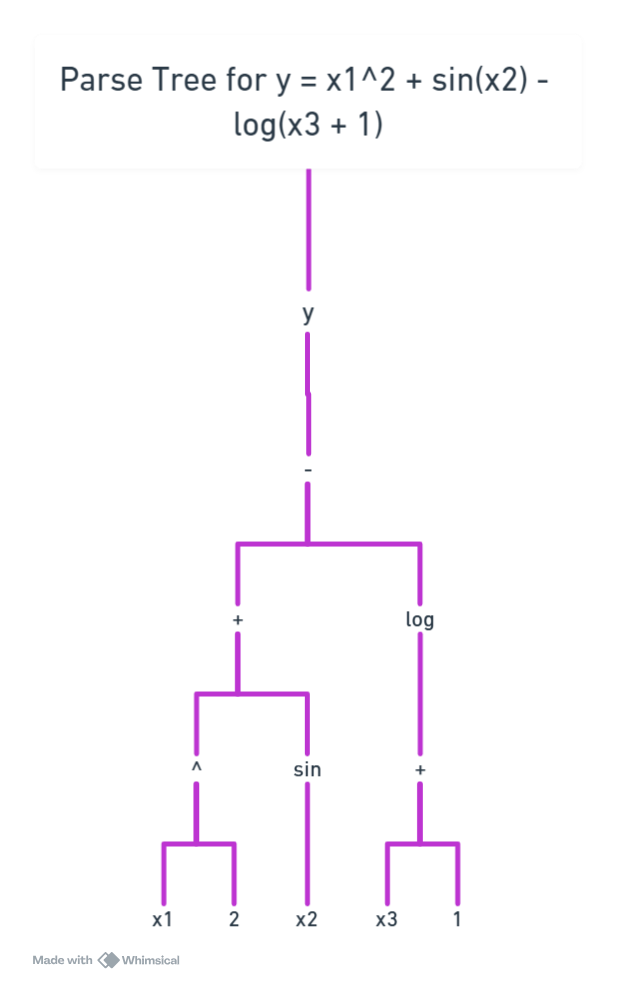 Parse Tree for y = x1^2 + sin(x2) -
log(x3 + 1)
y
-
+ log
^ sin +
x1 2 x2 x3 1
Made with Whimsical